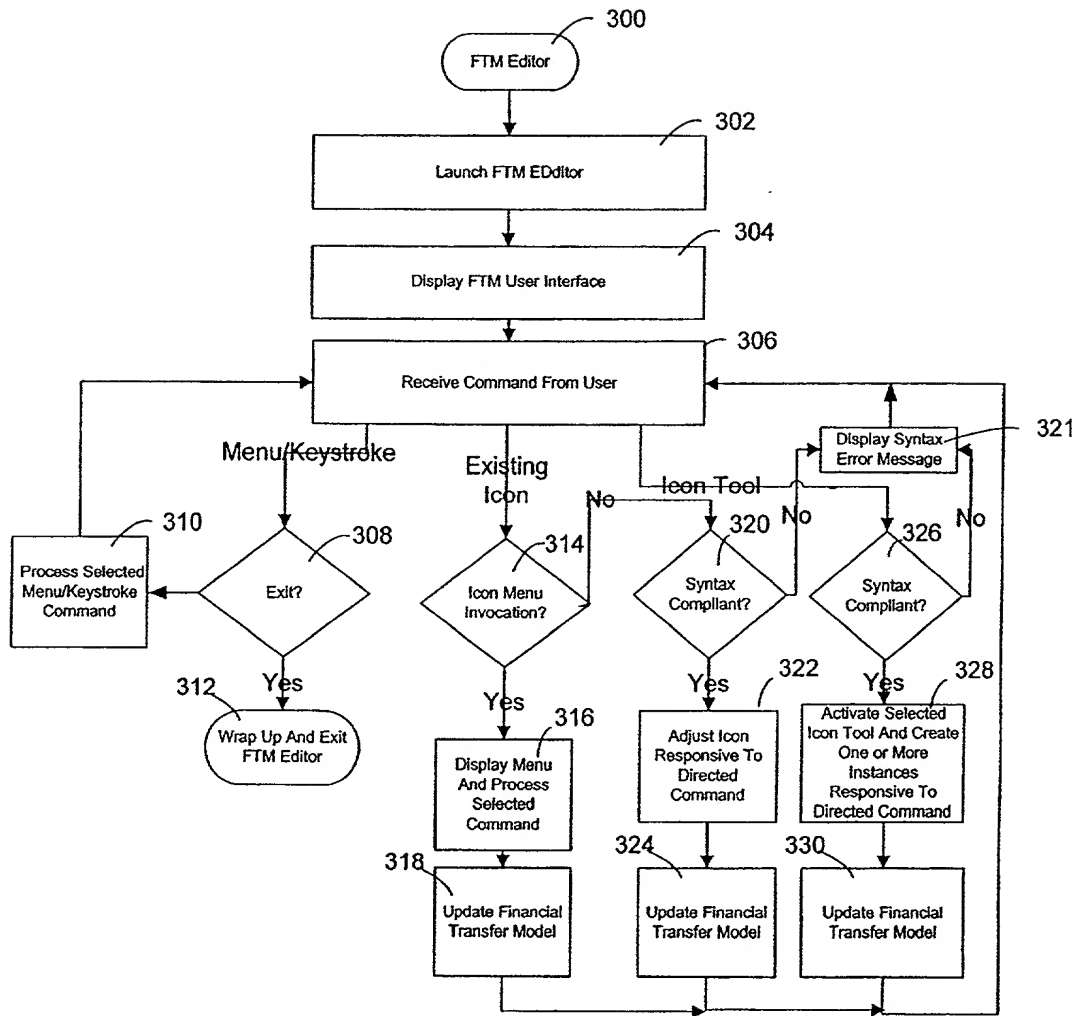 300
FTM Editor
302
Launch FTM EDditor
304
Display FTM User Interface
306
Receive Command From User
321
Display Syntax
Error Message
Menu/Keystroke
Existing
Icon
No
Icon Tool
No
No
310
Process Selected
Menu/Keystroke
Command
308
Exit?
314
Icon Menu
Invocation?
320
Syntax
Compliant?
326
Syntax
Compliant?
Yes
Yes
Yes
Yes
312
Wrap Up And Exit
FTM Editor
316
Display Menu
And Process
Selected
Command
322
Adjust Icon
Responsive To
Directed
Command
328
Activate Selected
Icon Tool And Create
One or More
Instances
Responsive To
Directed Command
318
Update Financial
Transfer Model
324
Update Financial
Transfer Model
330
Update Financial
Transfer Model